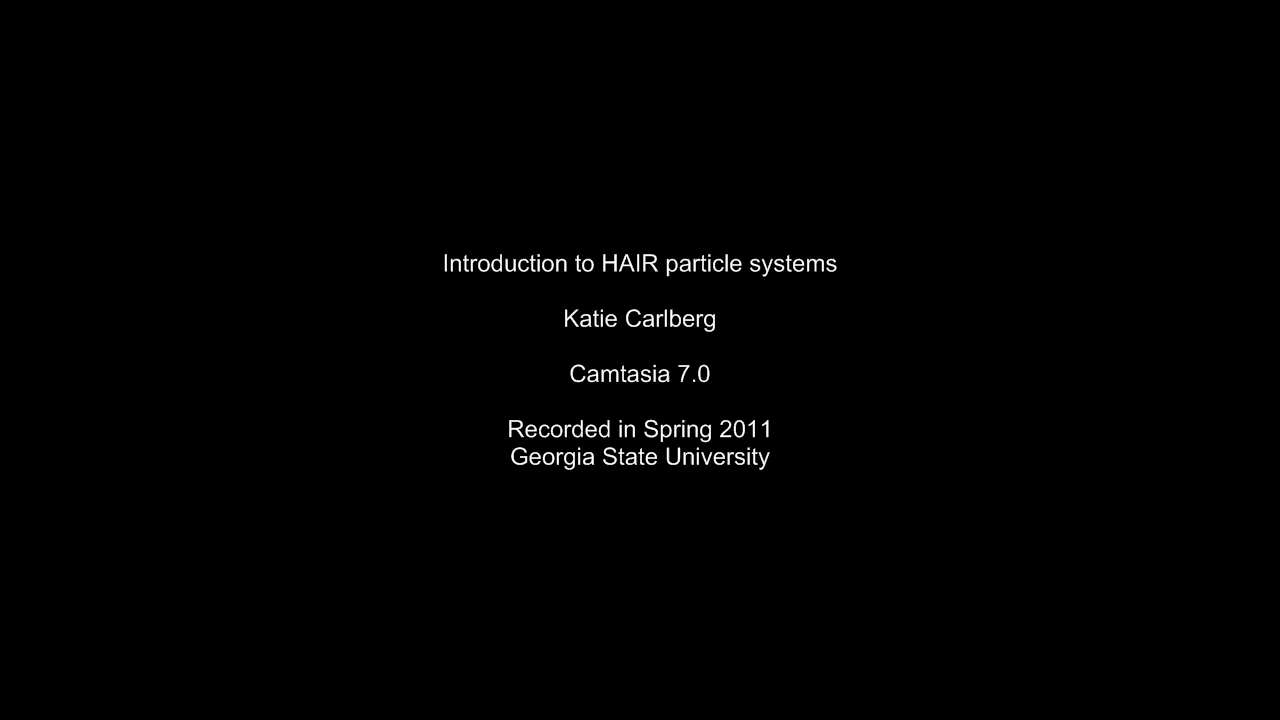 Introduction to HAIR particle systems
Katie Carlberg
Camtasia 7.0
Recorded in Spring 2011
Georgia State University